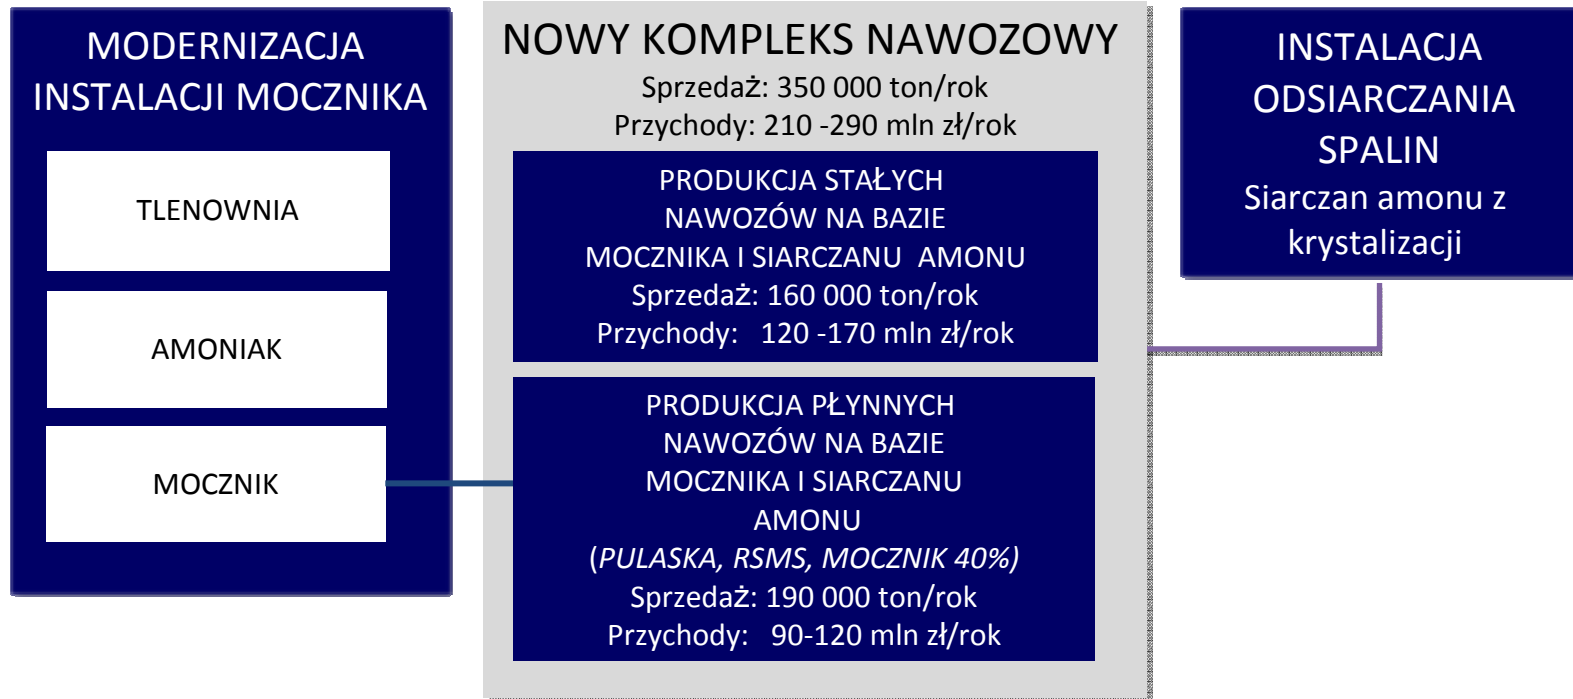 MODERNIZACJA
INSTALACJI MOCZNIKA
TLENOWNIA
AMONIAK
MOCZNIK
NOWY KOMPLEKS NAWOZOWY
Sprzedaż: 350 000 ton/rok
Przychody: 210 -290 mln zł/rok
PRODUKCJA STAŁYCH
NAWOZÓW NA BAZIE
MOCZNIKA I SIARCZANU AMONU
Sprzedaż: 160 000 ton/rok
Przychody: 120 -170 mln zł/rok
PRODUKCJA PŁYNNYCH
NAWOZÓW NA BAZIE
MOCZNIKA I SIARCZANU
AMONU
(PULASKA, RSMS, MOCZNIK 40%)
Sprzedaż: 190 000 ton/rok
Przychody: 90-120 mln zł/rok
INSTALACJA
ODSIARCZANIA
SPALIN
Siarczan amonu z
krystalizacji